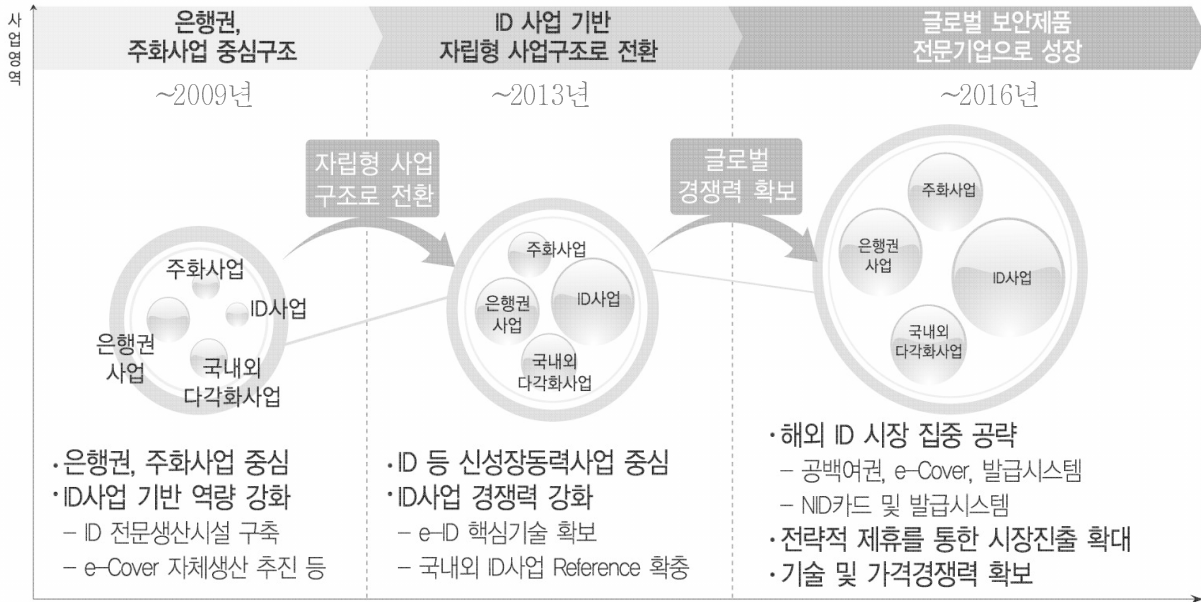 사업영역
은행권,
주화사업 중심구조
ID 사업 기반
자립형 사업구조로 전환
글로벌 보안제품
전문기업으로 성장
~2009년
~2013년
~2016년
자립형 사업
구조로 전환
글로벌
경쟁력 확보
주화사업
ID사업
은행권
사업
국내외
다각화사업
주화사업
은행권
사업
ID사업
국내외
다각화사업
주화사업
은행권
사업
ID사업
국내외
다각화사업
·은행권, 주화사업 중심
·ID사업 기반 역량 강화
– ID 전문생산시설 구축
– e-Cover 자체생산 추진 등
·ID 등 신성장동력사업 중심
·ID사업 경쟁력 강화
– e-ID 핵심기술 확보
– 국내외 ID사업 Reference 확충
·해외 ID 시장 집중 공략
– 공백여권, e-Cover, 발급시스템
– NID카드 및 발급시스템
·전략적 제휴를 통한 시장진출 확대
·기술 및 가격경쟁력 확보